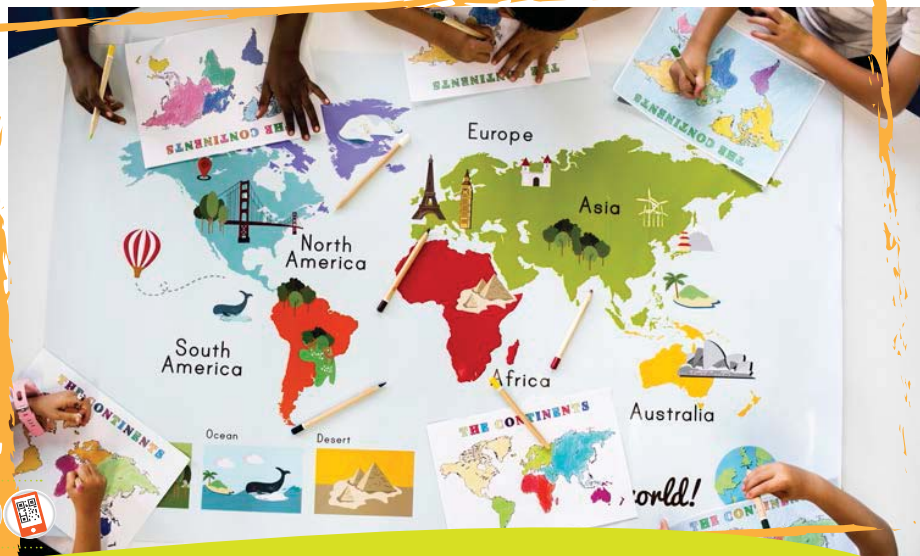 THE CONTINENTS
THE CONTINENTS
THE CONTINENTS
Europe
Asia
North
America
South
America
Africa
Australia
THE CONTINENTS
Ocean
Desert
THE CONTINENTS